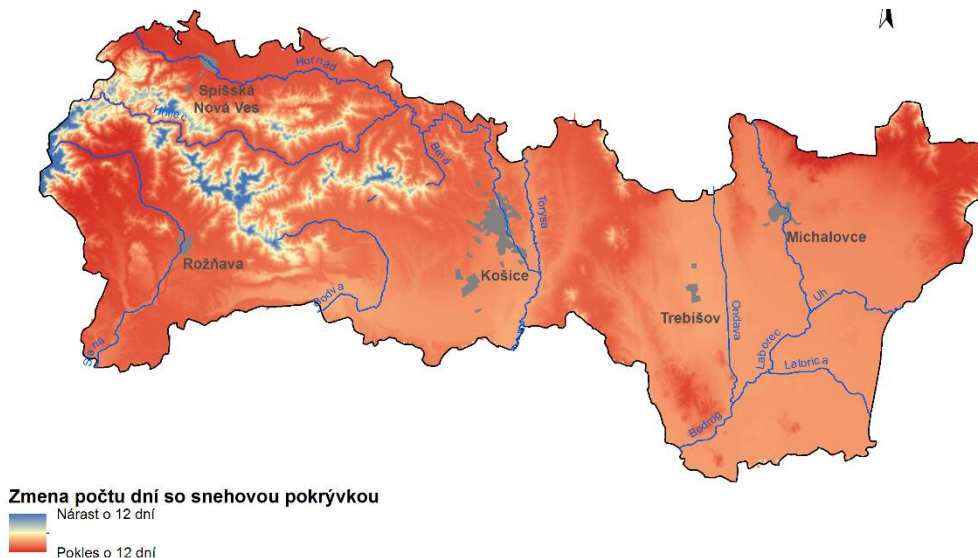 Hornád
Spišská
Nová Ves
Hnilec
Belá
Torysa
Rožňava
Košice
Bodva
Slaná
Michalovce
Trebišov
Ondava
Uh
Laborec
Latorica
Bodrog
Zmena počtu dní so snehovou pokrývkou
Nárast o 12 dní
Pokles o 12 dní